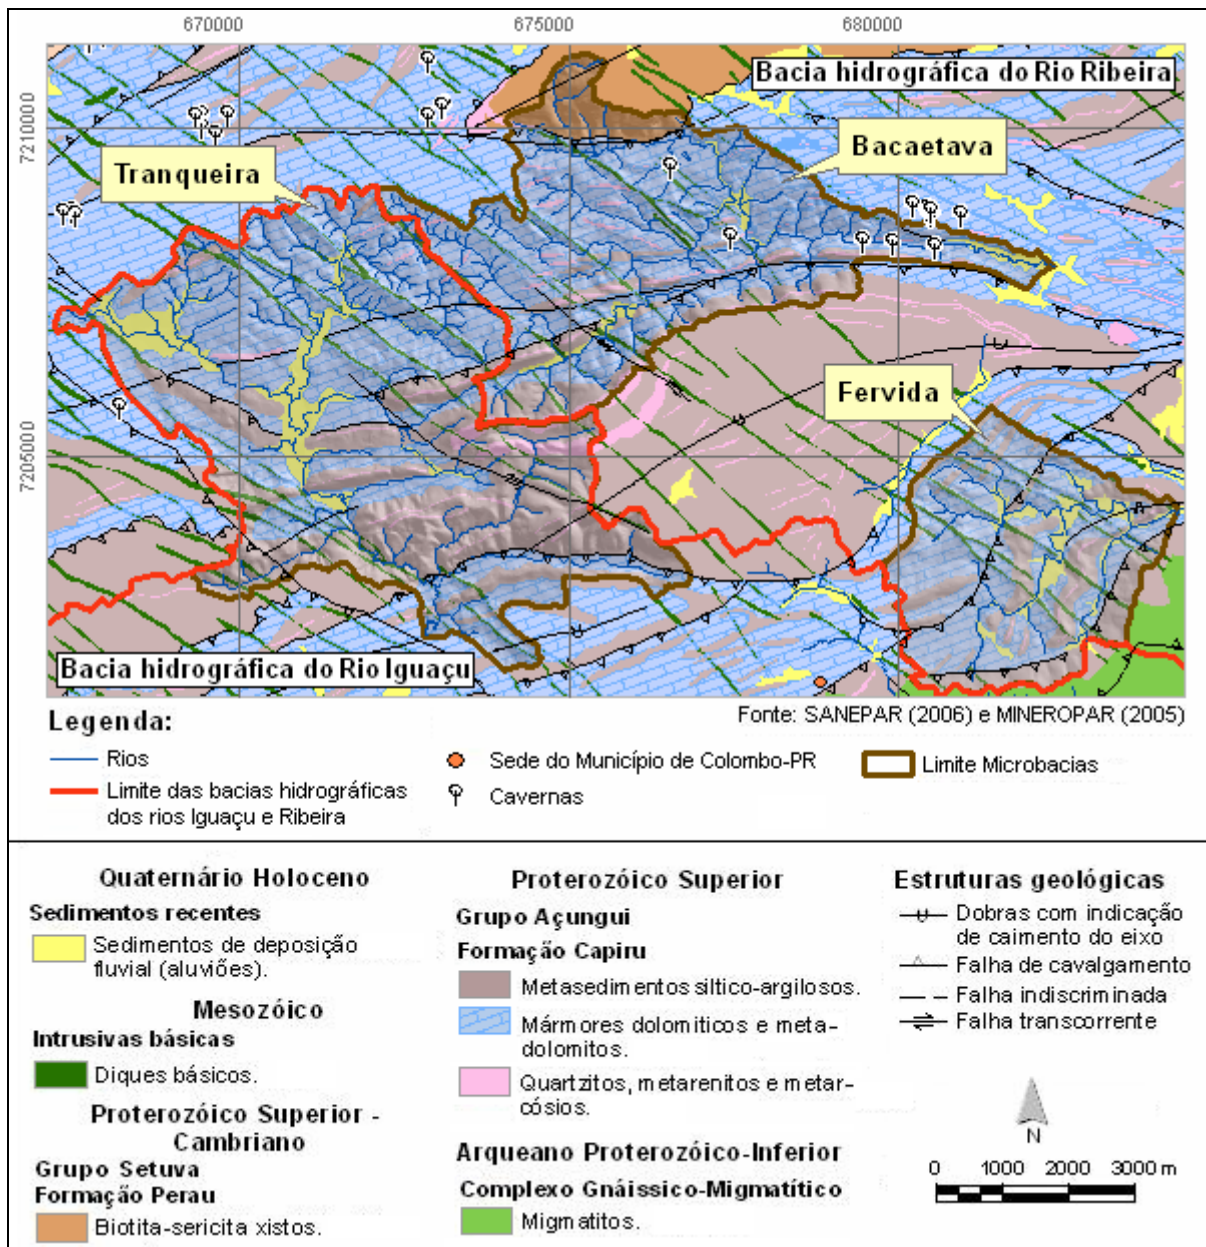 670000
675000
680000
7210000
7205000
Bacia hidrográfica do Rio Ribeira
Bacaetava
Tranqueira
Fervida
Bacia hidrográfica do Rio Iguaçu
Fonte: SANEPAR (2006) e MINEROPAR (2005)
Legenda:
Rios
Limite das bacias hidrográficas
dos rios Iguaçu e Ribeira
Sede do Município de Colombo-PR
Cavernas
Limite Microbacias
Quaternário Holoceno
Sedimentos recentes
Sedimentos de deposição
fluvial (aluviões).
Mesozóico
Intrusivas básicas
Diques básicos.
Proterozóico Superior -
Cambriano
Grupo Setuva
Formação Perau
Biotita-sericita xistos.
Proterozóico Superior
Grupo Açungui
Formação Capiru
Metasedimentos síltico-argilosos.
Mármores dolomiticos e meta-
dolomitos.
Quartzitos, metarenitos e metar-
cósios.
Arqueano Proterozóico-Inferior
Complexo Gnáissico-Migmatítico
Migmatitos.
Estruturas geológicas
Dobras com indicação
de caimento do eixo
Falha de cavalgamento
Falha indiscriminada
Falha transcorrente
N
0 1000 2000 3000 m